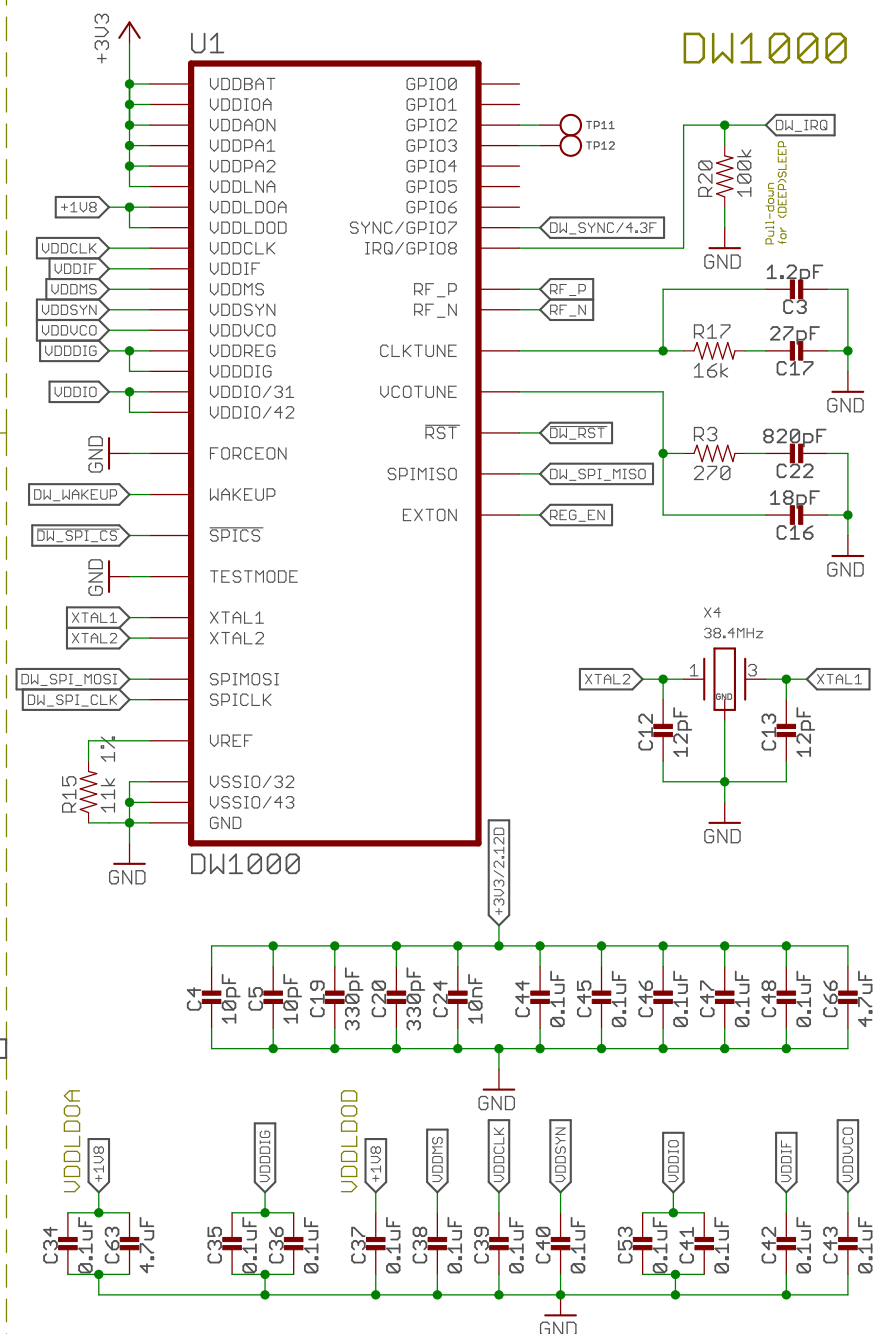 DW1000
+3V3
U1
VDDBAT
VDDIOA
VDDAON
VDDPA1
VDDPA2
VDDLNA
+1V8
VDDLDOA
VDDLDOD
VDDCLK
VDDCLK
VDDIF
VDDIF
VDDMS
VDDMS
VDDSYN
VDDSYN
VDDVCO
VDDVCO
VDDDIG
VDDREG
VDDDIG
VDDIO
VDDIO/31
VDDIO/42
GND
FORCEON
DW_WAKEUP
WAKEUP
DW_SPI_CS
SPICS
GND
TESTMODE
XTAL1
XTAL1
XTAL2
XTAL2
DW_SPI_MOSI
SPIMOSI
DW_SPI_CLK
SPICLK
VREF
R15
11k 1%
VSSIO/32
VSSIO/43
GND
GND
DW1000
GPIO0
GPIO1
GPIO2
TP11
GPIO3
TP12
GPIO4
GPIO5
GPIO6
SYNC/GPIO7
DW_SYNC/4.3F
IRQ/GPIO8
RF_P
RF_P
RF_N
RF_N
CLKTUNE
VCOTUNE
RST
DW_RST
SPIMISO
DW_SPI_MISO
EXTON
REG_EN
DW_IRQ
R20
100k
Pull-down
for (DEEP)SLEEP
GND
1.2pF
C3
R17
16k
27pF
C17
GND
R3
270
820pF
C22
18pF
C16
GND
X4
38.4MHz
XTAL2
1
GND
3
XTAL1
C12
12pF
C13
12pF
GND
+3V3/2.12D
C4
10pF
C5
10pF
C19
330pF
C20
330pF
C24
10nF
C44
0.1uF
C45
0.1uF
C46
0.1uF
C47
0.1uF
C48
0.1uF
C66
4.7uF
GND
VDDLDOA
+1V8
C34
0.1uF
C63
4.7uF
VDDDIG
C35
0.1uF
C36
0.1uF
VDDLDOD
+1V8
C37
0.1uF
VDDMS
C38
0.1uF
VDDCLK
C39
0.1uF
VDDSYN
C40
0.1uF
VDDIO
C53
0.1uF
C41
0.1uF
VDDIF
C42
0.1uF
VDDVCO
C43
0.1uF
GND